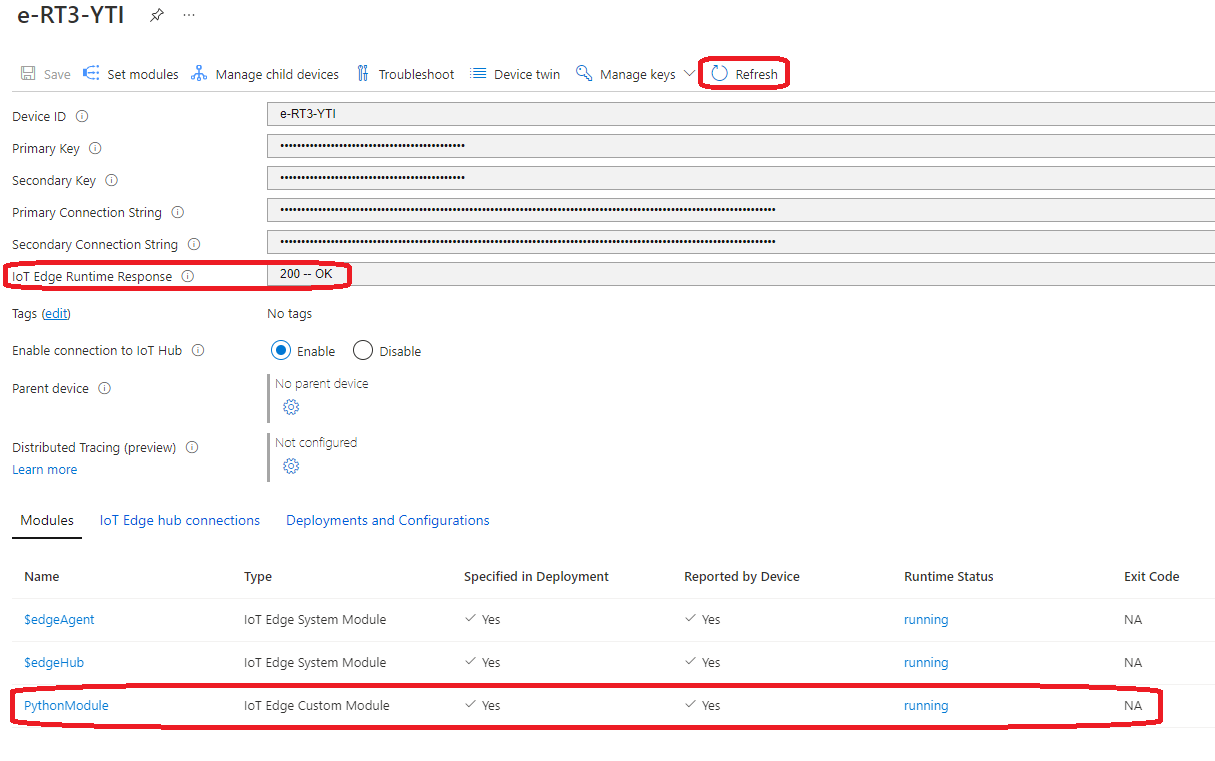 e-RT3-YTI ...
Save Set modules Manage child devices Troubleshoot Device twin Manage keys Refresh
Device ID e-RT3-YTI
Primary Key ••••••••••••••••••••••••••••••••••••••••••••
Secondary Key ••••••••••••••••••••••••••••••••••••••••••••
Primary Connection String
Secondary Connection String
IoT Edge Runtime Response 200 -- OK
Tags (edit) No tags
Enable connection to IoT Hub Enable Disable
Parent device No parent device
Distributed Tracing (preview) Not configured
Learn more
Modules IoT Edge hub connections Deployments and Configurations
Name Type Specified in Deployment Reported by Device Runtime Status Exit Code
$edgeAgent IoT Edge System Module Yes Yes running NA
$edgeHub IoT Edge System Module Yes Yes running NA
PythonModule IoT Edge Custom Module Yes Yes running NA